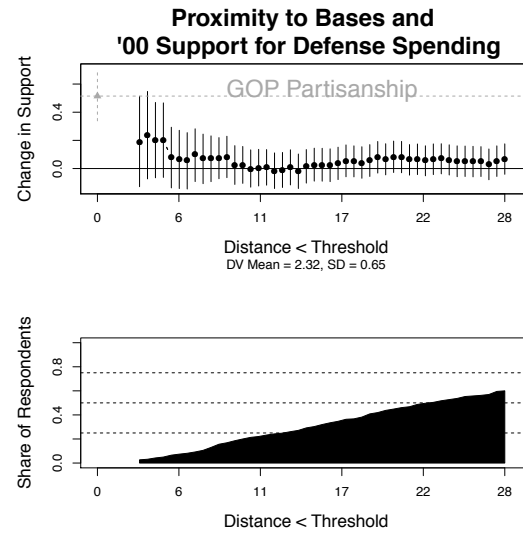 Proximity to Bases and
'00 Support for Defense Spending
Change in Support
0.4
0.0
GOP Partisanship
0
6
11
17
22
28
Distance < Threshold
DV Mean = 2.32, SD = 0.65
Share of Respondents
0.8
0.4
0.0
0
6
11
17
22
28
Distance < Threshold